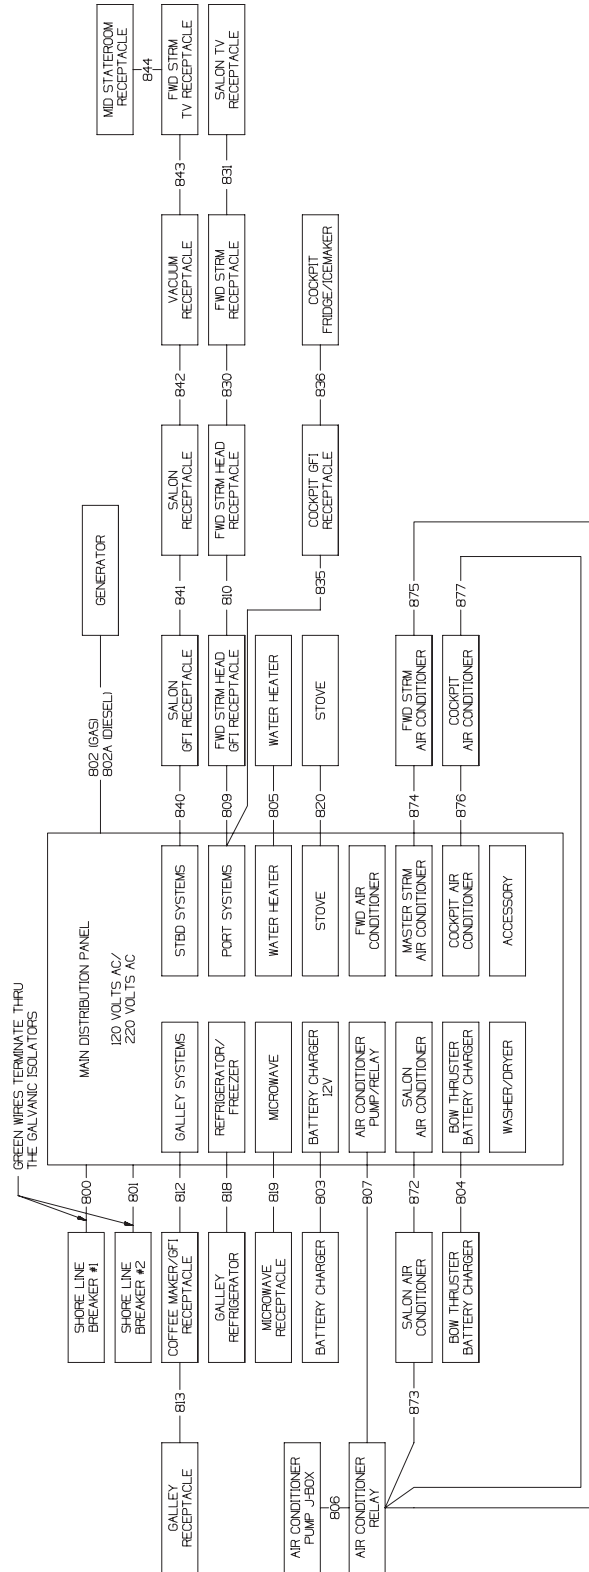 GREEN WIRES TERMINATE THRU
THE GALVANIC ISOLATORS
SHORE LINE
BREAKER #1
800
MAIN DISTRIBUTION PANEL
802 (GAS)
802A (DIESEL)
GENERATOR
SHORE LINE
BREAKER #2
801
120 VOLTS AC/
220 VOLTS AC
MID STATEROOM
RECEPTACLE
844
GALLEY
RECEPTACLE
813
COFFEE MAKER/GFI
RECEPTACLE
812
GALLEY SYSTEMS
STBD SYSTEMS
840
SALON
GFI RECEPTACLE
841
SALON
RECEPTACLE
842
VACUUM
RECEPTACLE
843
FWD STRM
TV RECEPTACLE
GALLEY
REFRIGERATOR
818
REFRIGERATOR/
FREEZER
PORT SYSTEMS
809
FWD STRM HEAD
GFI RECEPTACLE
810
FWD STRM HEAD
RECEPTACLE
830
FWD STRM
RECEPTACLE
831
SALON TV
RECEPTACLE
MICROWAVE
RECEPTACLE
819
MICROWAVE
WATER HEATER
805
WATER HEATER
AIR CONDITIONER
PUMP J-BOX
806
BATTERY CHARGER
803
BATTERY CHARGER
12V
STOVE
820
STOVE
835
COCKPIT GFI
RECEPTACLE
836
COCKPIT
FRIDGE/ICEMAKER
AIR CONDITIONER
RELAY
807
AIR CONDITIONER
PUMP/RELAY
FWD AIR
CONDITIONER
873
SALON AIR
CONDITIONER
872
SALON
AIR CONDITIONER
MASTER STRM
AIR CONDITIONER
874
FWD STRM
AIR CONDITIONER
875
BOW THRUSTER
BATTERY CHARGER
804
BOW THRUSTER
BATTERY CHARGER
COCKPIT AIR
CONDITIONER
876
COCKPIT
AIR CONDITIONER
877
WASHER/DRYER
ACCESSORY